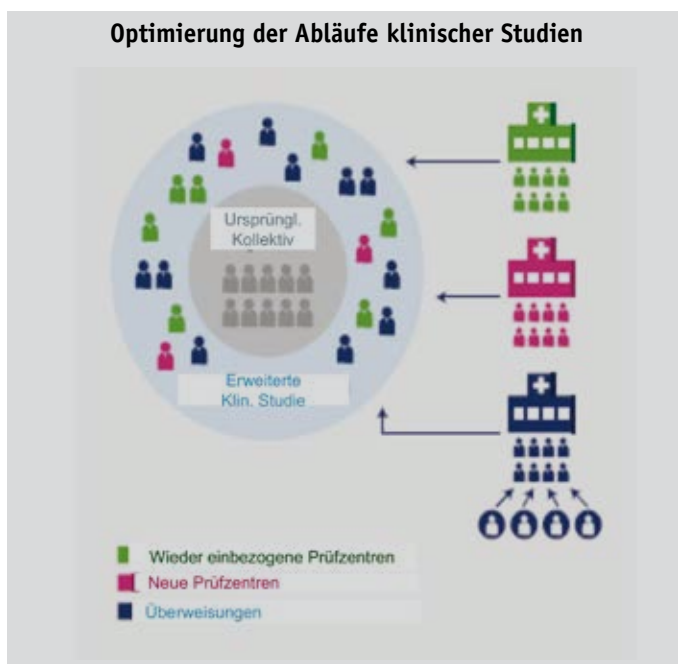 Optimierung der Abläufe klinischer Studien
Ursprüngl.
Kollektiv
Erweiterte
Klin. Studie
Wieder einbezogene Prüfzentren
Neue Prüfzentren
Überweisungen